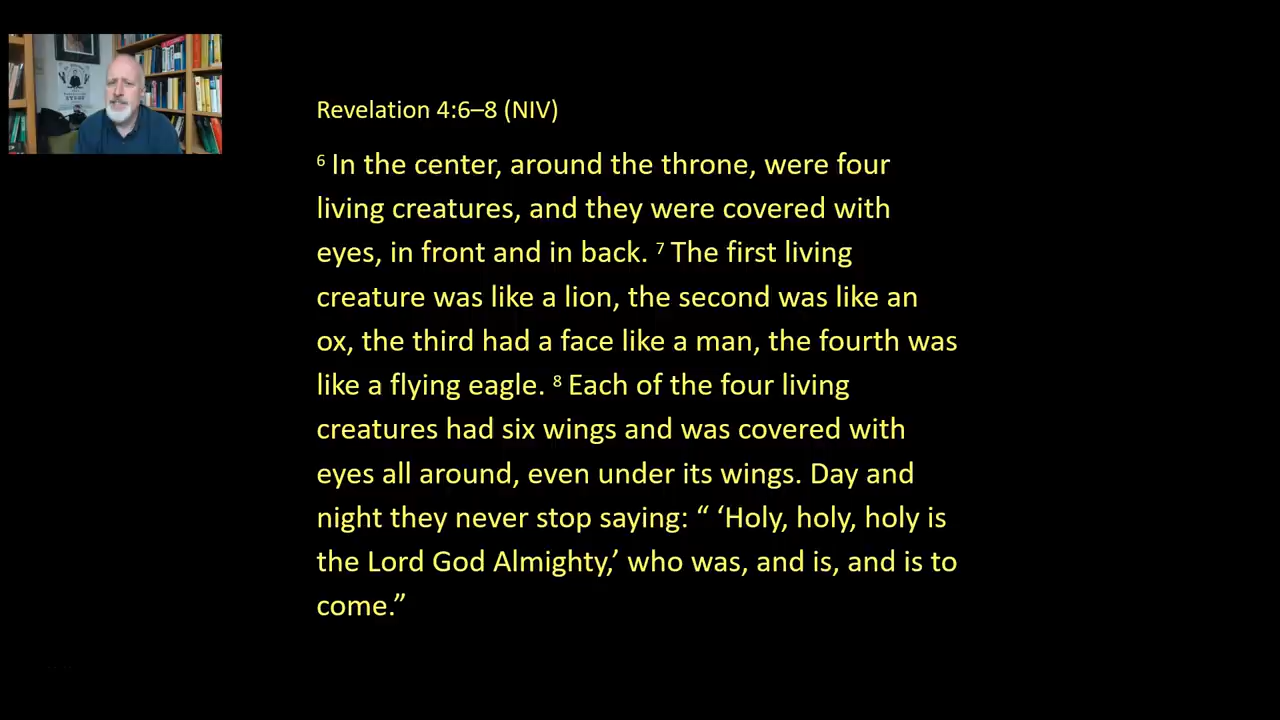 Revelation 4:6–8 (NIV)
⁶ In the center, around the throne, were four
living creatures, and they were covered with
eyes, in front and in back. ⁷ The first living
creature was like a lion, the second was like an
ox, the third had a face like a man, the fourth was
like a flying eagle. ⁸ Each of the four living
creatures had six wings and was covered with
eyes all around, even under its wings. Day and
night they never stop saying: “ ‘Holy, holy, holy is
the Lord God Almighty,’ who was, and is, and is to
come.”